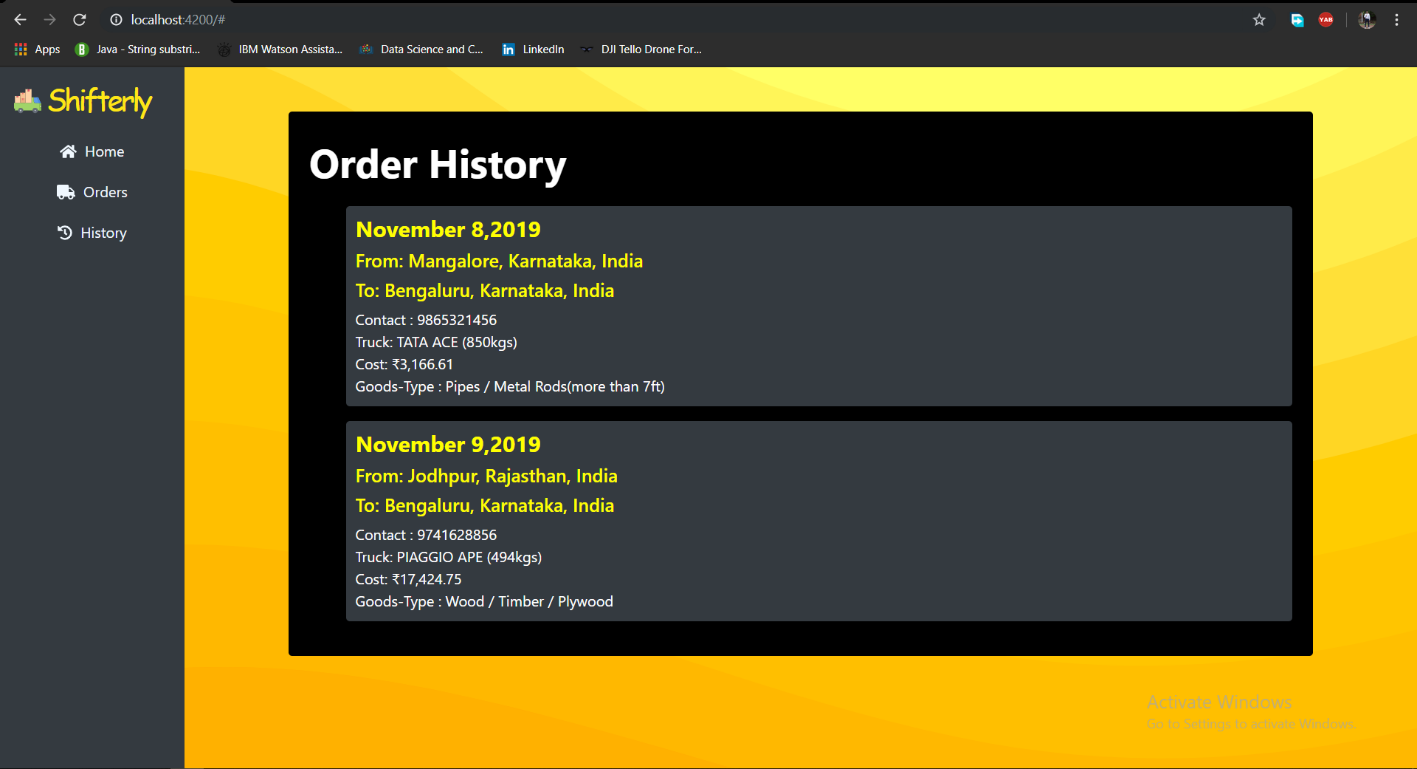 localhost:4200/#
YAB
Apps
B Java - String substri...
IBM Watson Assista...
Data Science and C...
in LinkedIn
DJI Tello Drone For...
Shifterly
Home
Orders
History
Order History
November 8,2019
From: Mangalore, Karnataka, India
To: Bengaluru, Karnataka, India
Contact : 9865321456
Truck: TATA ACE (850kgs)
Cost: ₹3,166.61
Goods-Type : Pipes / Metal Rods(more than 7ft)
November 9,2019
From: Jodhpur, Rajasthan, India
To: Bengaluru, Karnataka, India
Contact : 9741628856
Truck: PIAGGIO APE (494kgs)
Cost: ₹17,424.75
Goods-Type : Wood / Timber / Plywood
Activate Windows
Go to Settings to activate Windows.